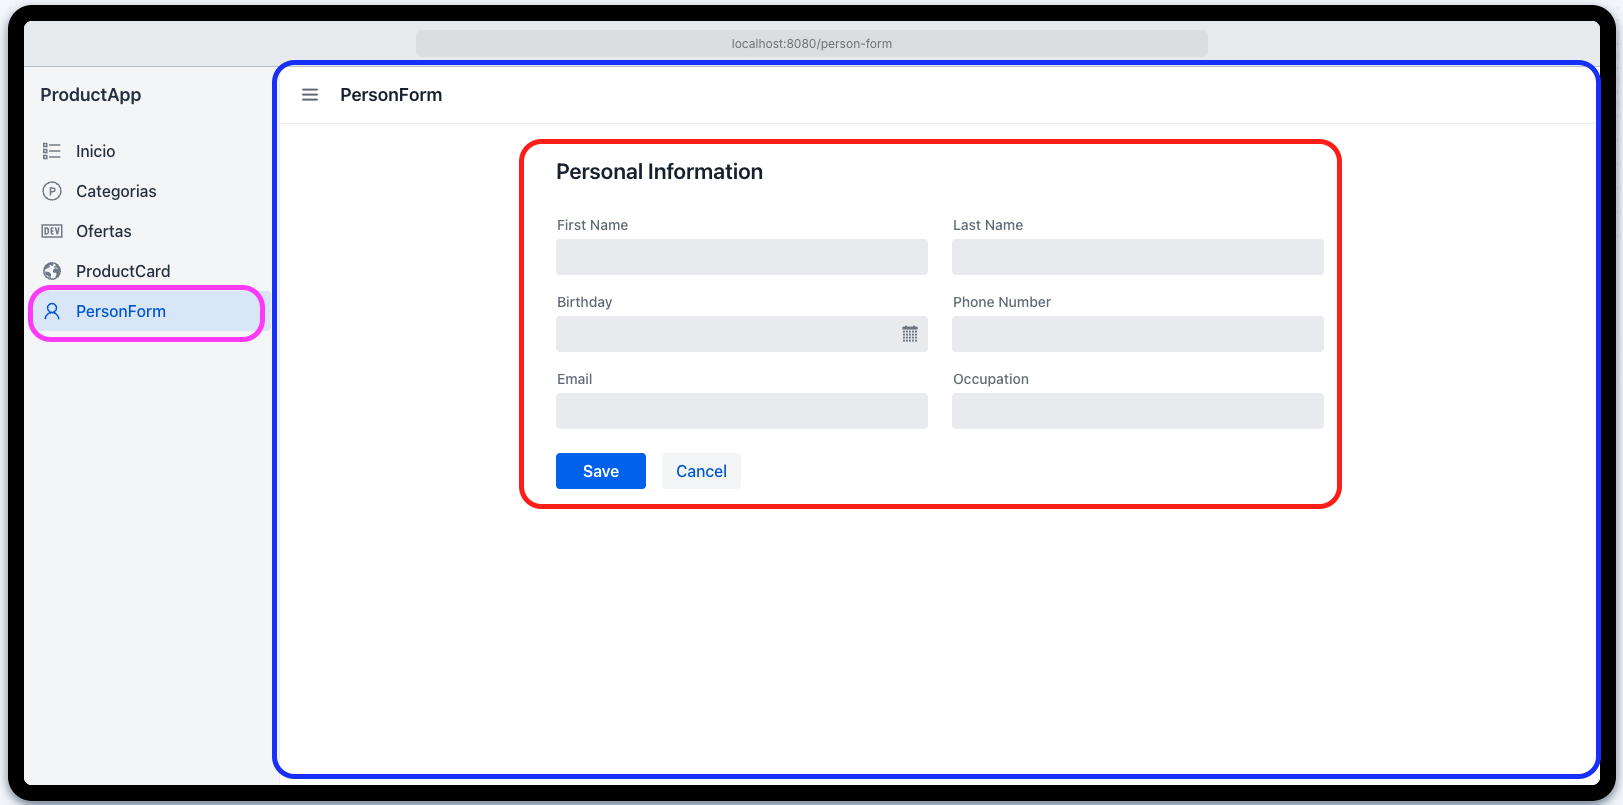 localhost:8080/person-form
ProductApp
Inicio
Categorias
Ofertas
ProductCard
PersonForm
PersonForm
Personal Information
First Name
Last Name
Birthday
Phone Number
Email
Occupation
Save
Cancel